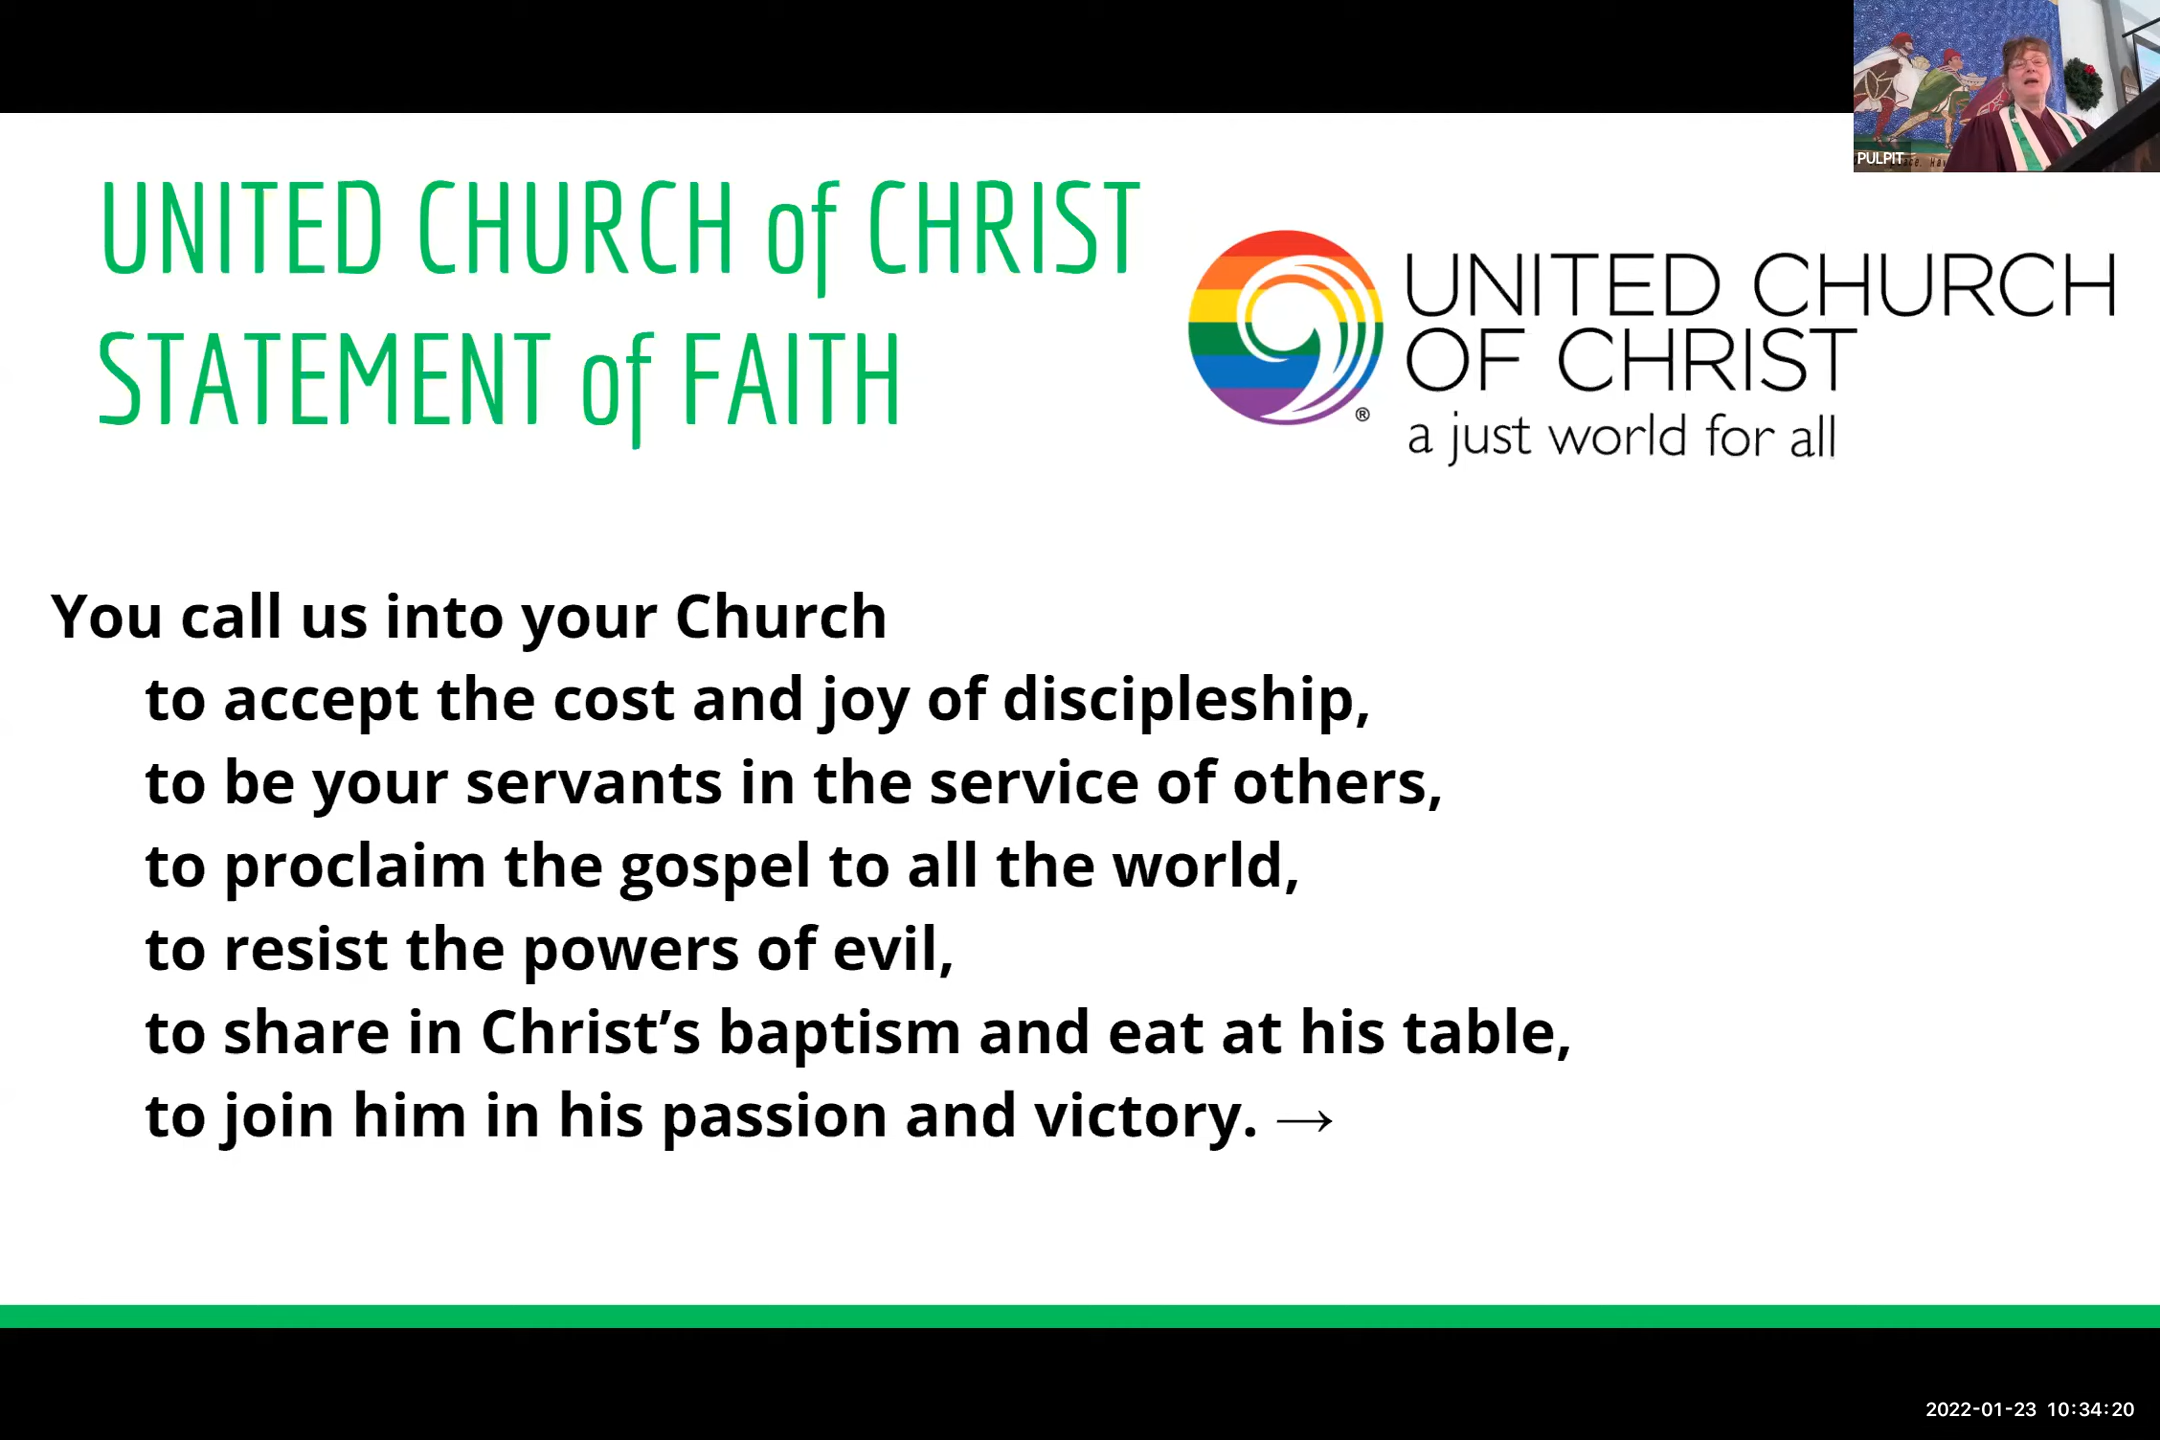 PULPIT
UNITED CHURCH of CHRIST
STATEMENT of FAITH
UNITED CHURCH
OF CHRIST
a just world for all
®
You call us into your Church
to accept the cost and joy of discipleship,
to be your servants in the service of others,
to proclaim the gospel to all the world,
to resist the powers of evil,
to share in Christ’s baptism and eat at his table,
to join him in his passion and victory. →
2022-01-23 10:34:20